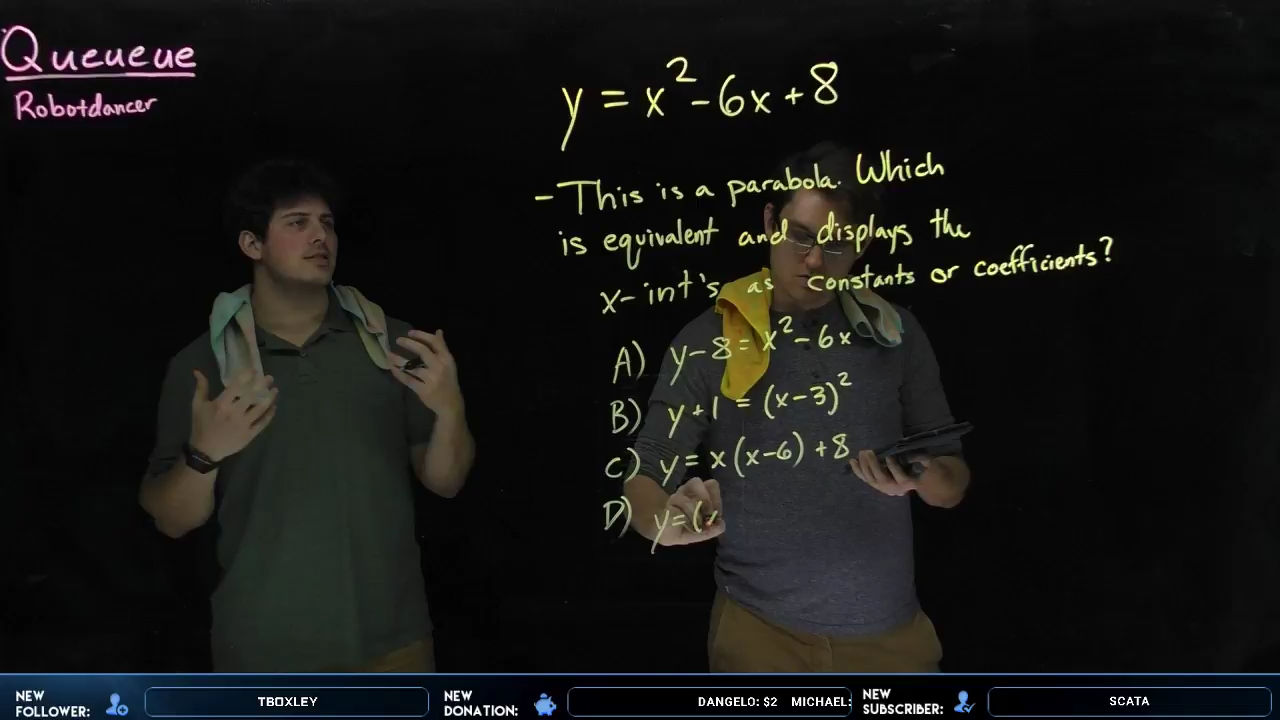 Queueue
Robotdancer
y = x² - 6x + 8
- This is a parabola. Which
is equivalent and displays the
x-int's as constants or coefficients?
A) y - 8 = x² - 6x
B) y + 1 = (x - 3)²
C) y = x(x - 6) + 8
D) y = (x
NEW FOLLOWER:
TBOXLEY
NEW DONATION:
DANGELO: $2 MICHAEL:
NEW SUBSCRIBER:
SCATA